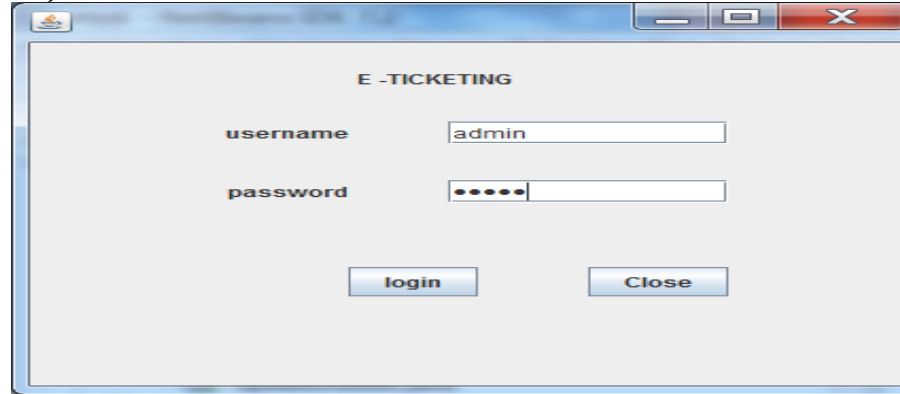 E -TICKETING
username admin
password •••••
login Close